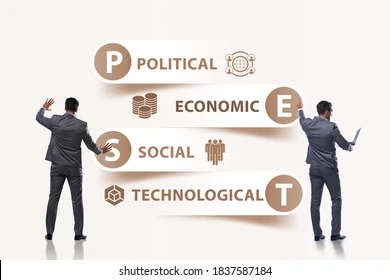 P POLITICAL
ECONOMIC E
S SOCIAL
TECHNOLOGICAL T
shutterstock.com · 1837587184